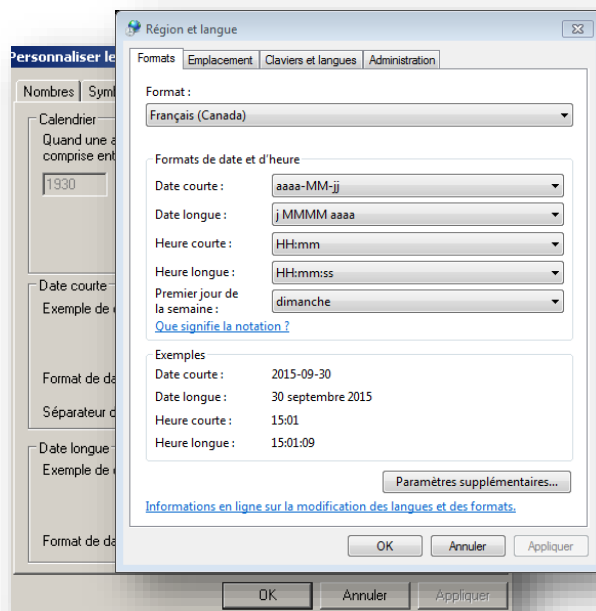 Région et langue
Formats Emplacement Claviers et langues Administration
Format :
Français (Canada)
Formats de date et d'heure
Date courte : aaaa-MM-jj
Date longue : j MMMM aaaa
Heure courte : HH:mm
Heure longue : HH:mm:ss
Premier jour de
la semaine : dimanche
Que signifie la notation ?
Exemples
Date courte : 2015-09-30
Date longue : 30 septembre 2015
Heure courte : 15:01
Heure longue : 15:01:09
Paramètres supplémentaires...
Informations en ligne sur la modification des langues et des formats.
OK Annuler Appliquer
Personnaliser le
Nombres Symb
Calendrier
Quand une a
comprise ent
1930
Date courte
Exemple de
Format de da
Séparateur d
Date longue
Exemple de
Format de da
OK Annuler Appliquer